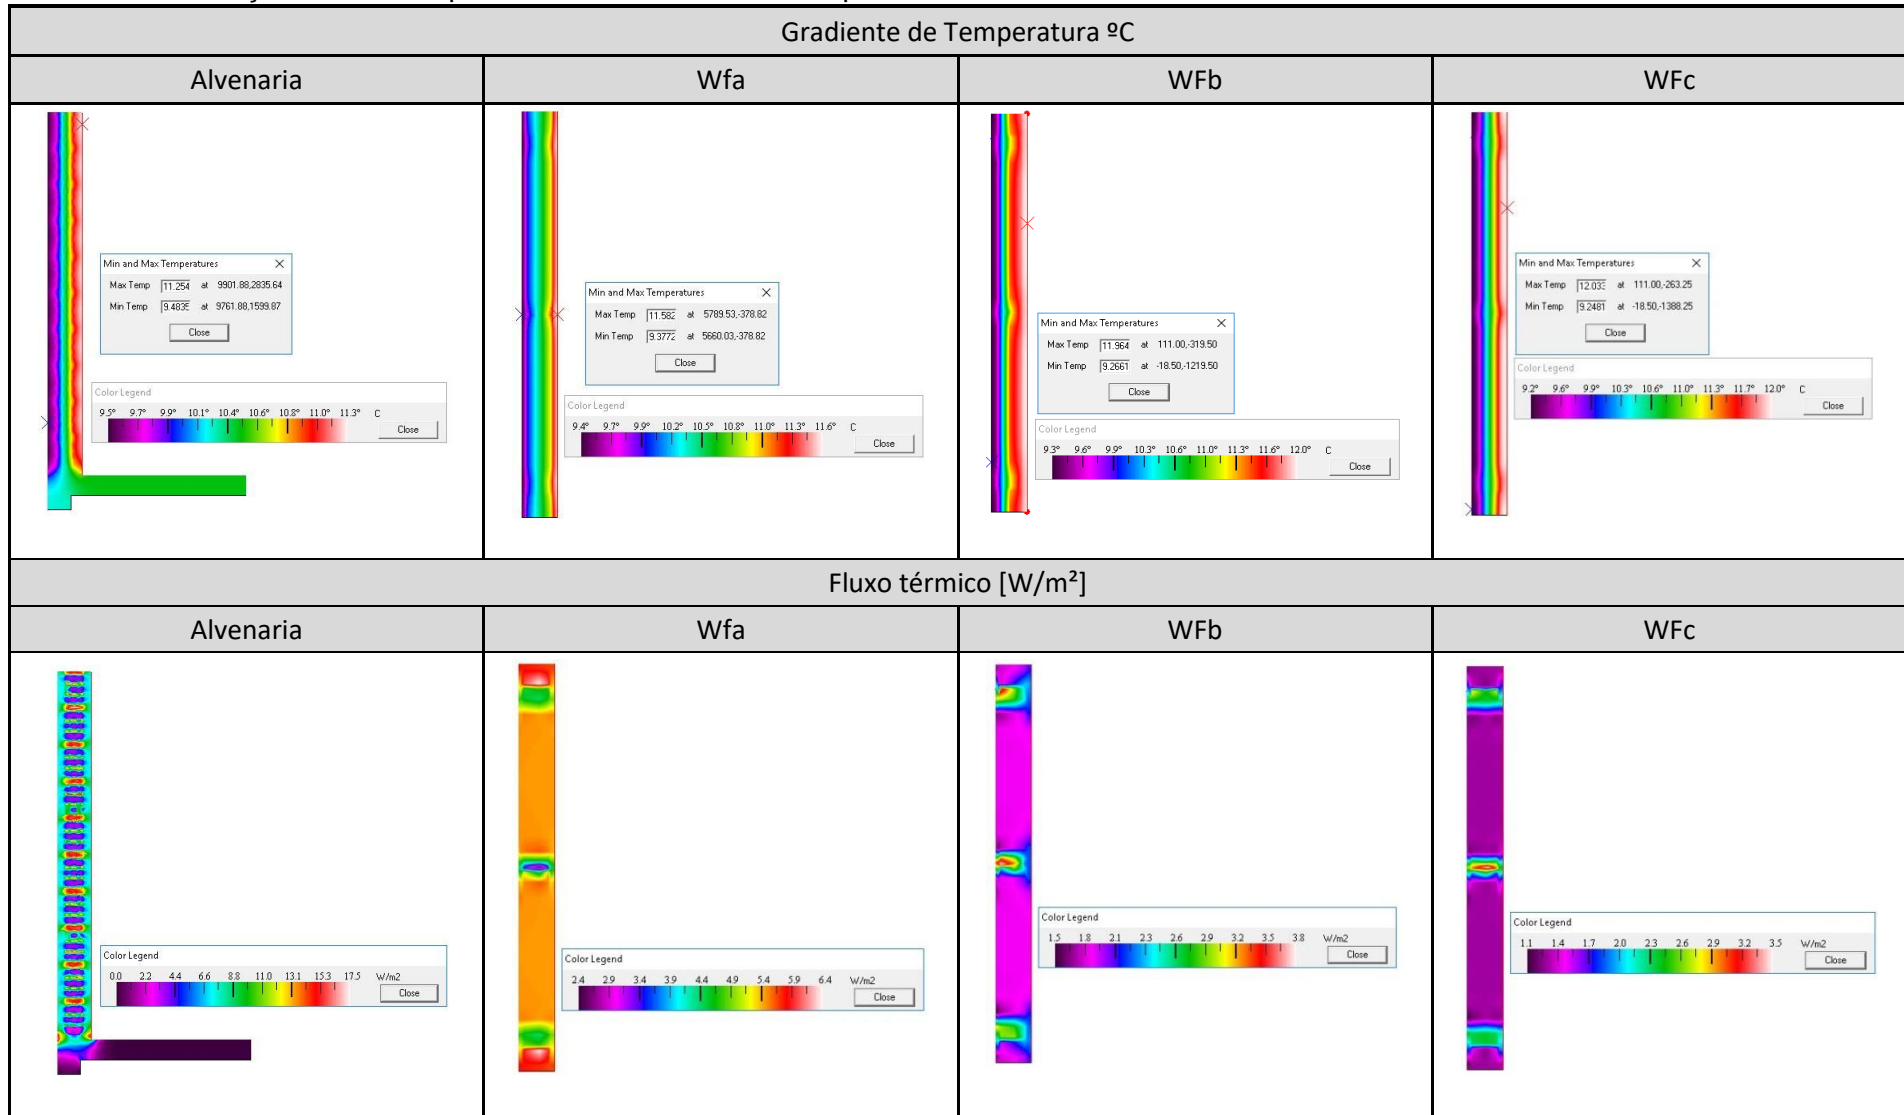 Gradiente de Temperatura ºC
Alvenaria Wfa WFb WFc
Min and Max Temperatures
Max Temp 11.254 at 9901.88,2835.64
Min Temp 9.4835 at 9761.88,1599.87
Close
Color Legend
9.5° 9.7° 9.9° 10.1° 10.4° 10.6° 10.8° 11.0° 11.3° C
Close
Min and Max Temperatures
Max Temp 11.582 at 5789.53,-378.82
Min Temp 9.3772 at 5660.03,-378.82
Close
Color Legend
9.4° 9.7° 9.9° 10.2° 10.5° 10.8° 11.0° 11.3° 11.6° C
Close
Min and Max Temperatures
Max Temp 11.964 at 111.00,-319.50
Min Temp 9.2661 at -18.50,-1219.50
Close
Color Legend
9.3° 9.6° 9.9° 10.3° 10.6° 11.0° 11.3° 11.6° 12.0° C
Close
Min and Max Temperatures
Max Temp 12.033 at 111.00,-263.25
Min Temp 9.2481 at -18.50,-1388.25
Close
Color Legend
9.2° 9.6° 9.9° 10.3° 10.6° 11.0° 11.3° 11.7° 12.0° C
Close
Fluxo térmico [W/m²]
Alvenaria Wfa WFb WFc
Color Legend
0.0 2.2 4.4 6.6 8.8 11.0 13.1 15.3 17.5 W/m2
Close
Color Legend
2.4 2.9 3.4 3.9 4.4 4.9 5.4 5.9 6.4 W/m2
Close
Color Legend
1.5 1.8 2.1 2.3 2.6 2.9 3.2 3.5 3.8 W/m2
Close
Color Legend
1.1 1.4 1.7 2.0 2.3 2.6 2.9 3.2 3.5 W/m2
Close